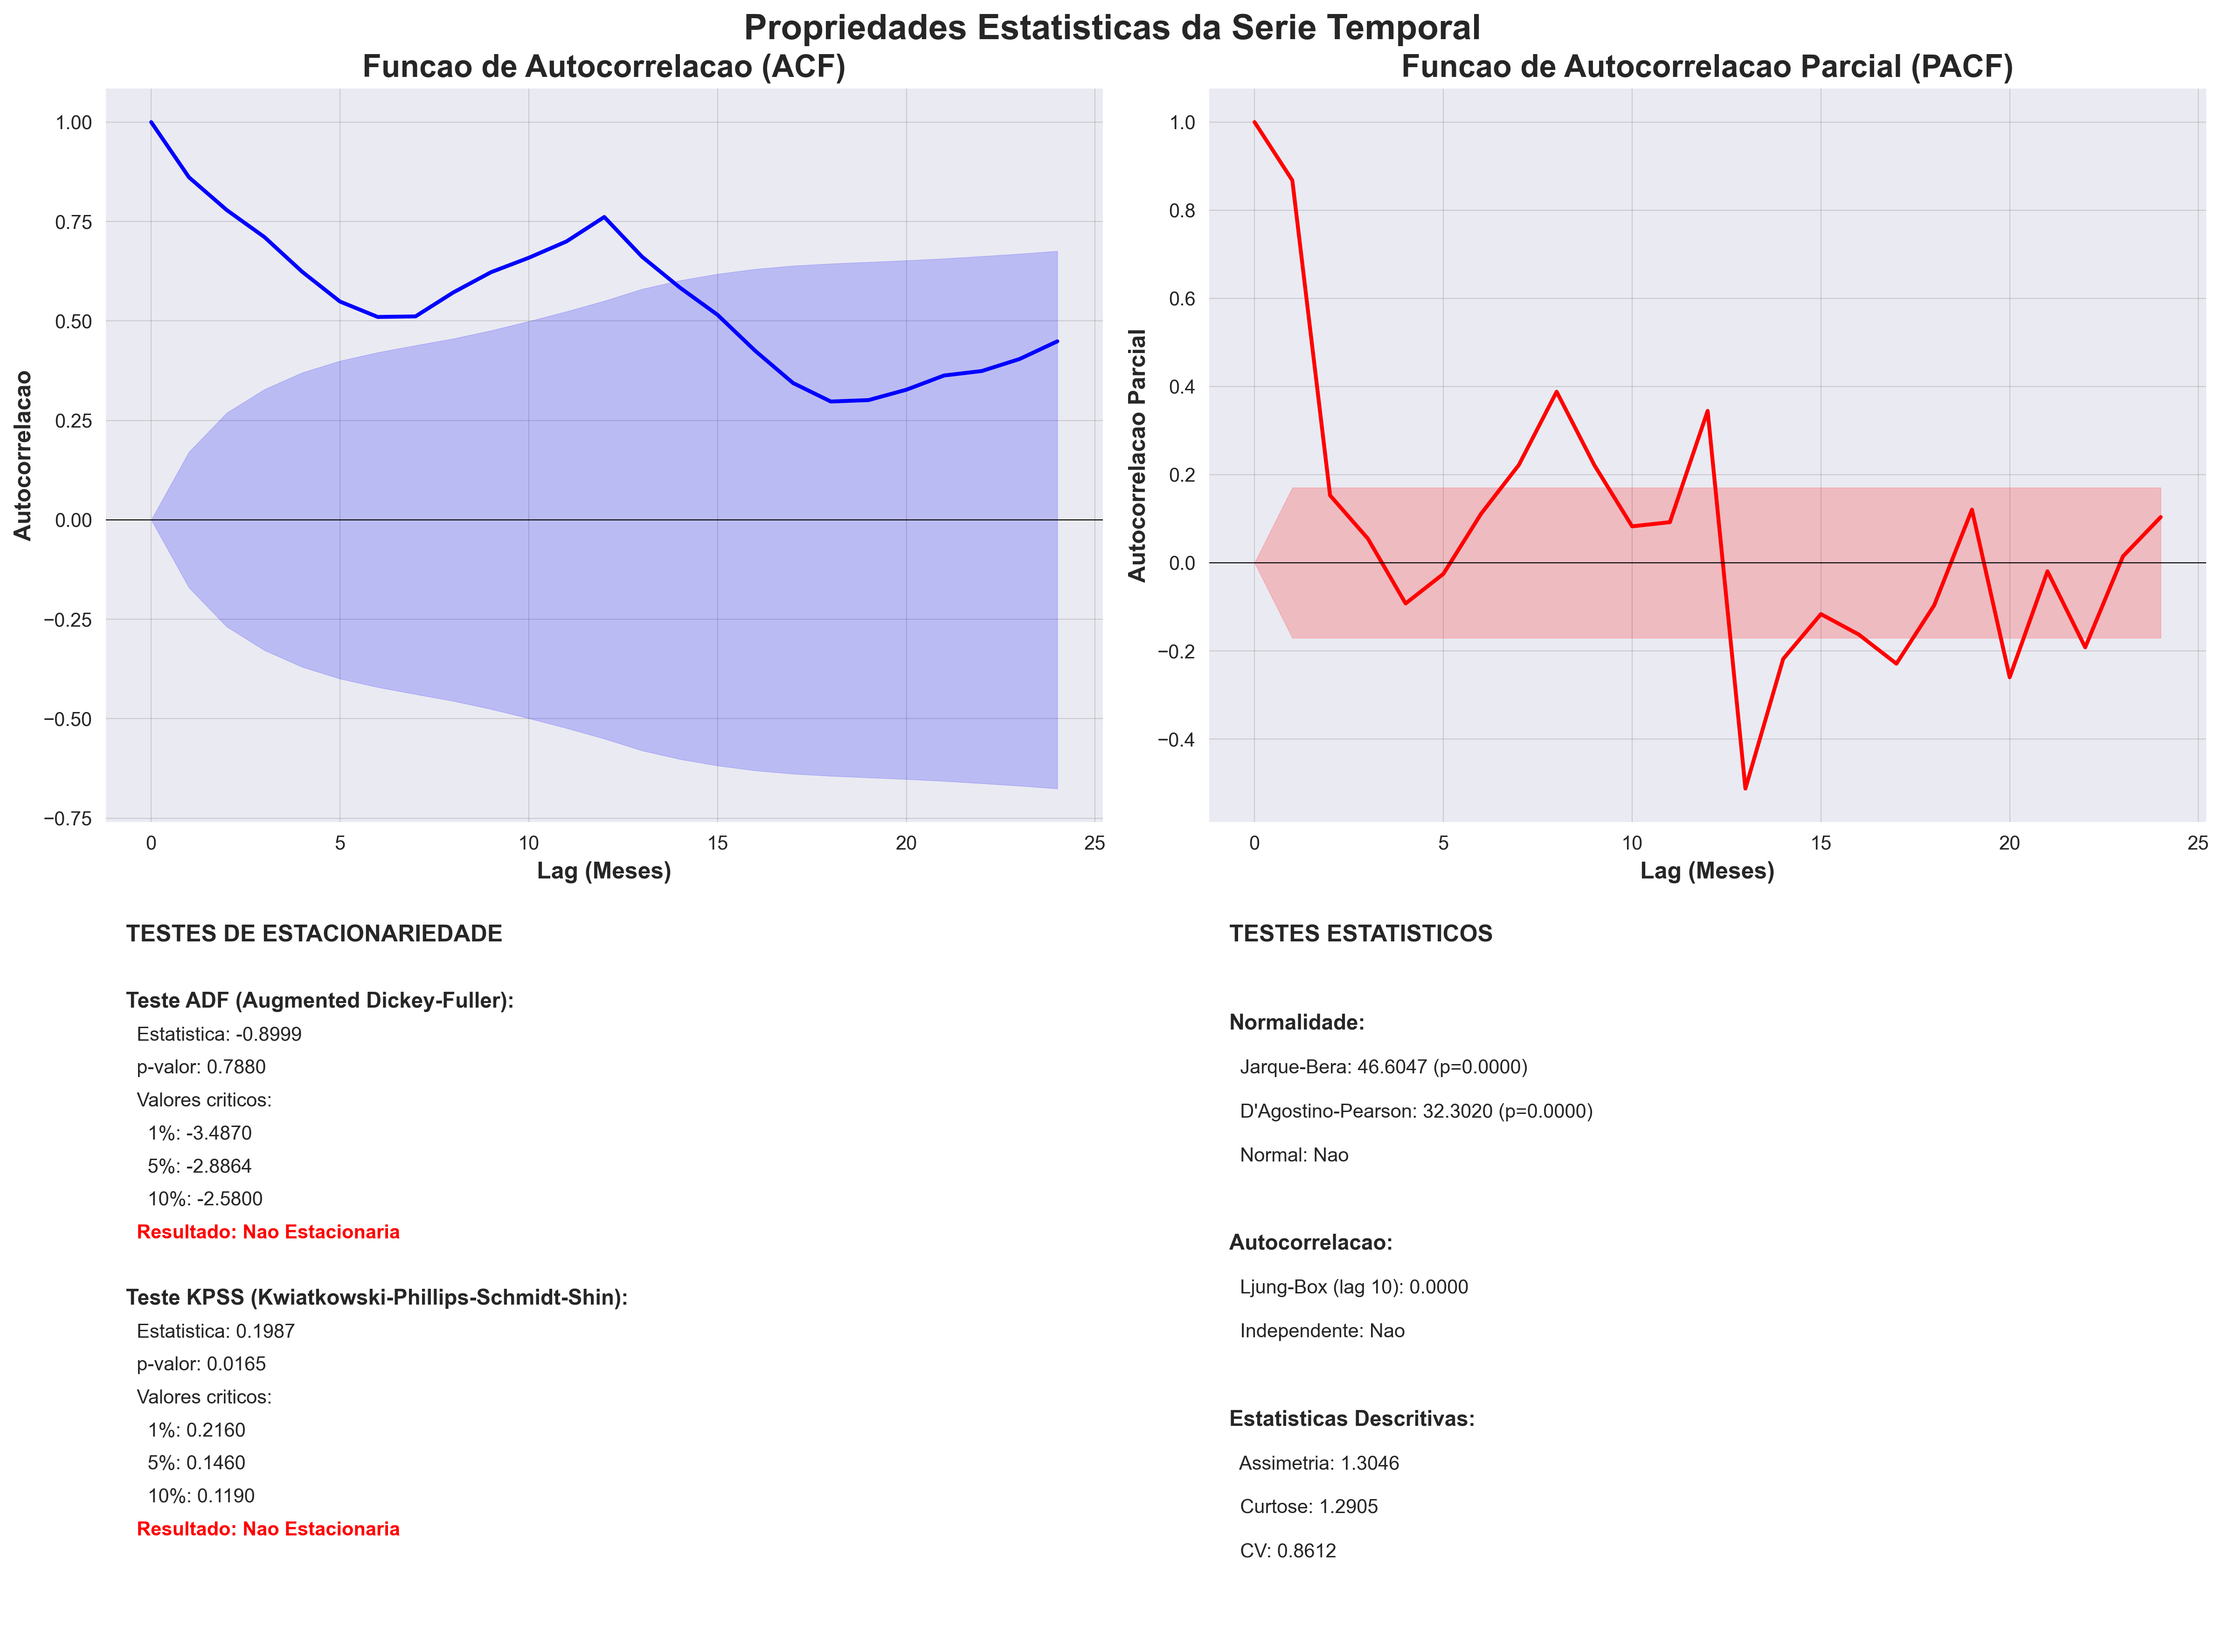 Propriedades Estatisticas da Serie Temporal
Funcao de Autocorrelacao (ACF)
1.00
0.75
0.50
0.25
0.00
−0.25
−0.50
−0.75
Autocorrelacao
0 5 10 15 20 25
Lag (Meses)
Funcao de Autocorrelacao Parcial (PACF)
1.0
0.8
0.6
0.4
0.2
0.0
−0.2
−0.4
Autocorrelacao Parcial
0 5 10 15 20 25
Lag (Meses)
TESTES DE ESTACIONARIEDADE
Teste ADF (Augmented Dickey-Fuller):
Estatistica: -0.8999
p-valor: 0.7880
Valores criticos:
1%: -3.4870
5%: -2.8864
10%: -2.5800
Resultado: Nao Estacionaria
Teste KPSS (Kwiatkowski-Phillips-Schmidt-Shin):
Estatistica: 0.1987
p-valor: 0.0165
Valores criticos:
1%: 0.2160
5%: 0.1460
10%: 0.1190
Resultado: Nao Estacionaria
TESTES ESTATISTICOS
Normalidade:
Jarque-Bera: 46.6047 (p=0.0000)
D'Agostino-Pearson: 32.3020 (p=0.0000)
Normal: Nao
Autocorrelacao:
Ljung-Box (lag 10): 0.0000
Independente: Nao
Estatisticas Descritivas:
Assimetria: 1.3046
Curtose: 1.2905
CV: 0.8612